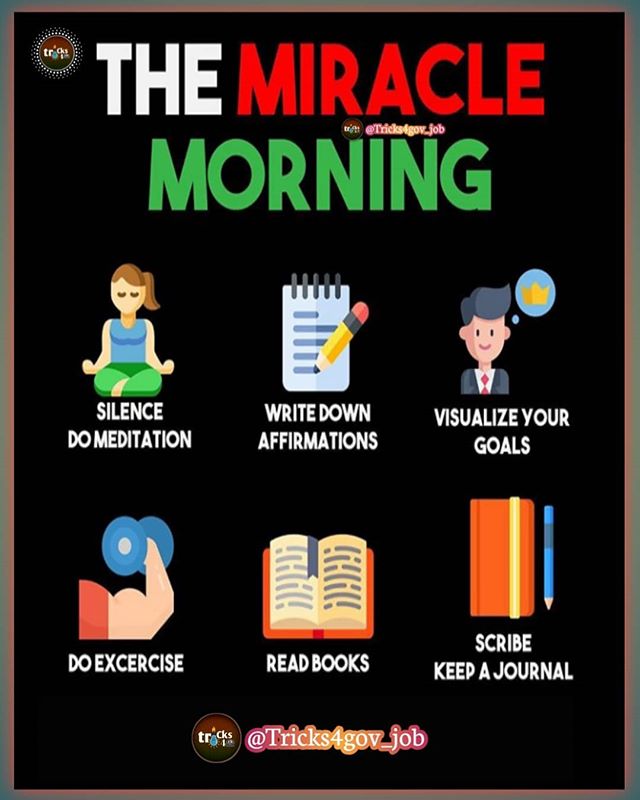 tricks
THE MIRACLE
tricks @Tricks4gov_job
MORNING
SILENCE
DO MEDITATION
WRITE DOWN
AFFIRMATIONS
VISUALIZE YOUR
GOALS
DO EXCERCISE
READ BOOKS
SCRIBE
KEEP A JOURNAL
tricks @Tricks4gov_job